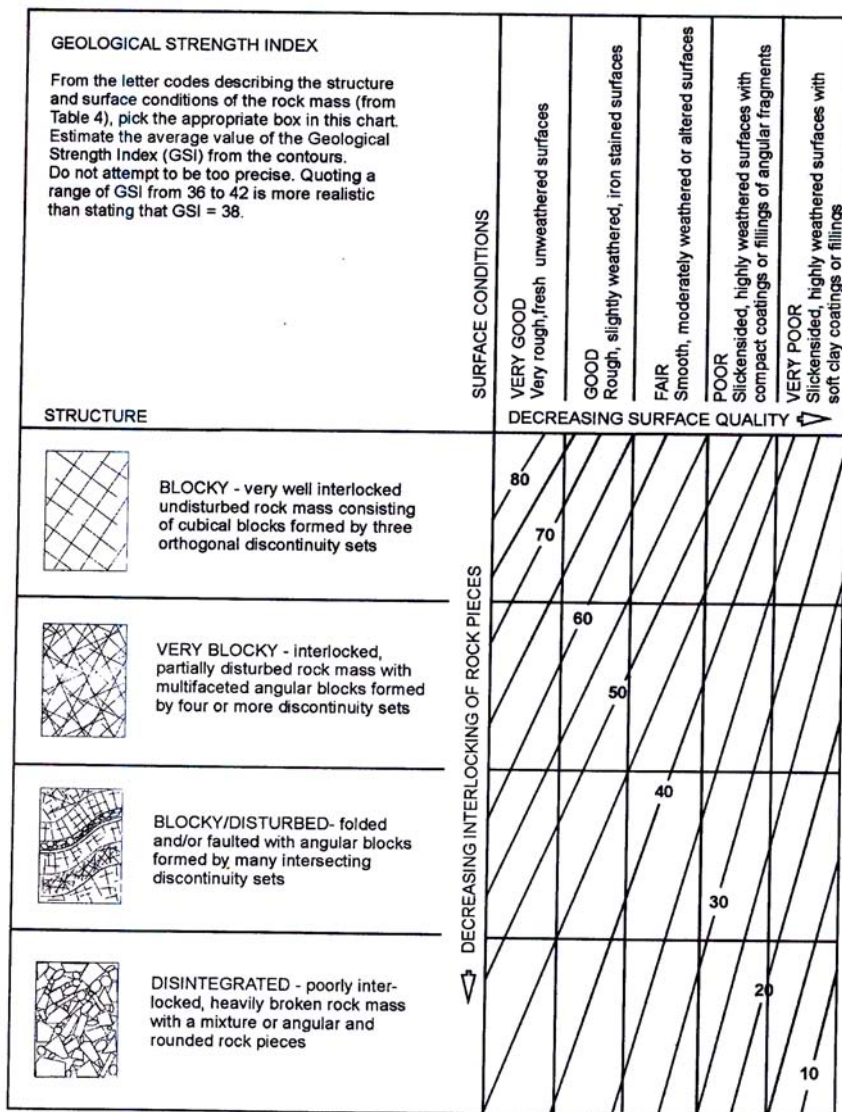 GEOLOGICAL STRENGTH INDEX
From the letter codes describing the structure
and surface conditions of the rock mass (from
Table 4), pick the appropriate box in this chart.
Estimate the average value of the Geological
Strength Index (GSI) from the contours.
Do not attempt to be too precise. Quoting a
range of GSI from 36 to 42 is more realistic
than stating that GSI = 38.
SURFACE CONDITIONS
VERY GOOD
Very rough,fresh unweathered surfaces
GOOD
Rough, slightly weathered, iron stained surfaces
FAIR
Smooth, moderately weathered or altered surfaces
POOR
Slickensided, highly weathered surfaces with
compact coatings or fillings of angular fragments
VERY POOR
Slickensided, highly weathered surfaces with
soft clay coatings or fillings
STRUCTURE
DECREASING SURFACE QUALITY
BLOCKY - very well interlocked
undisturbed rock mass consisting
of cubical blocks formed by three
orthogonal discontinuity sets
VERY BLOCKY - interlocked,
partially disturbed rock mass with
multifaceted angular blocks formed
by four or more discontinuity sets
BLOCKY/DISTURBED- folded
and/or faulted with angular blocks
formed by many intersecting
discontinuity sets
DISINTEGRATED - poorly inter-
locked, heavily broken rock mass
with a mixture or angular and
rounded rock pieces
DECREASING INTERLOCKING OF ROCK PIECES
80
70
60
50
40
30
20
10